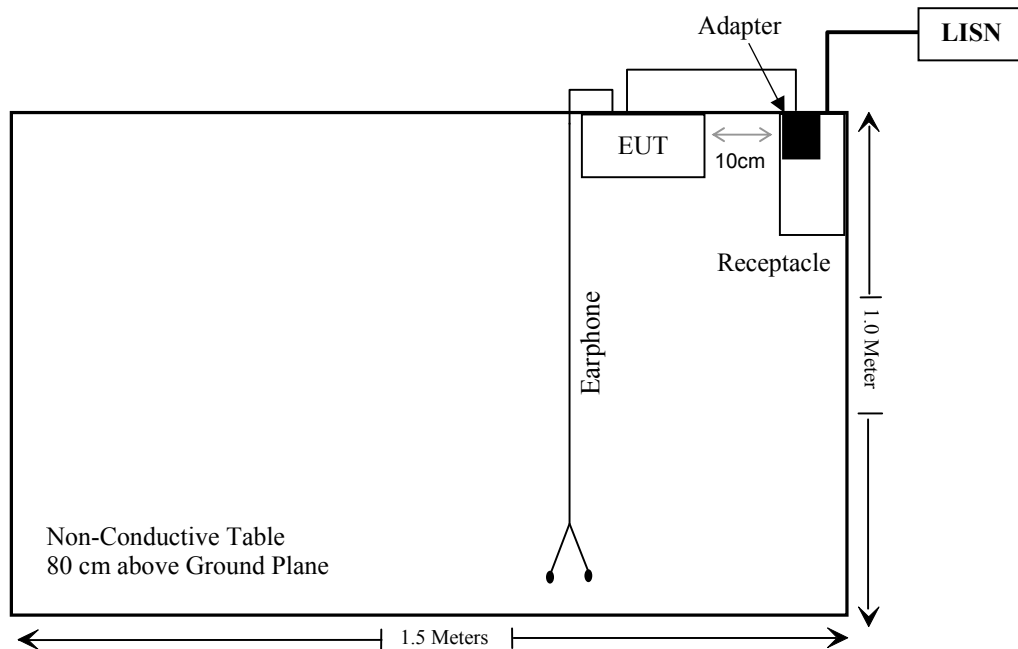 Adapter
LISN
EUT
10cm
Receptacle
Earphone
1.0 Meter
Non-Conductive Table
80 cm above Ground Plane
1.5 Meters